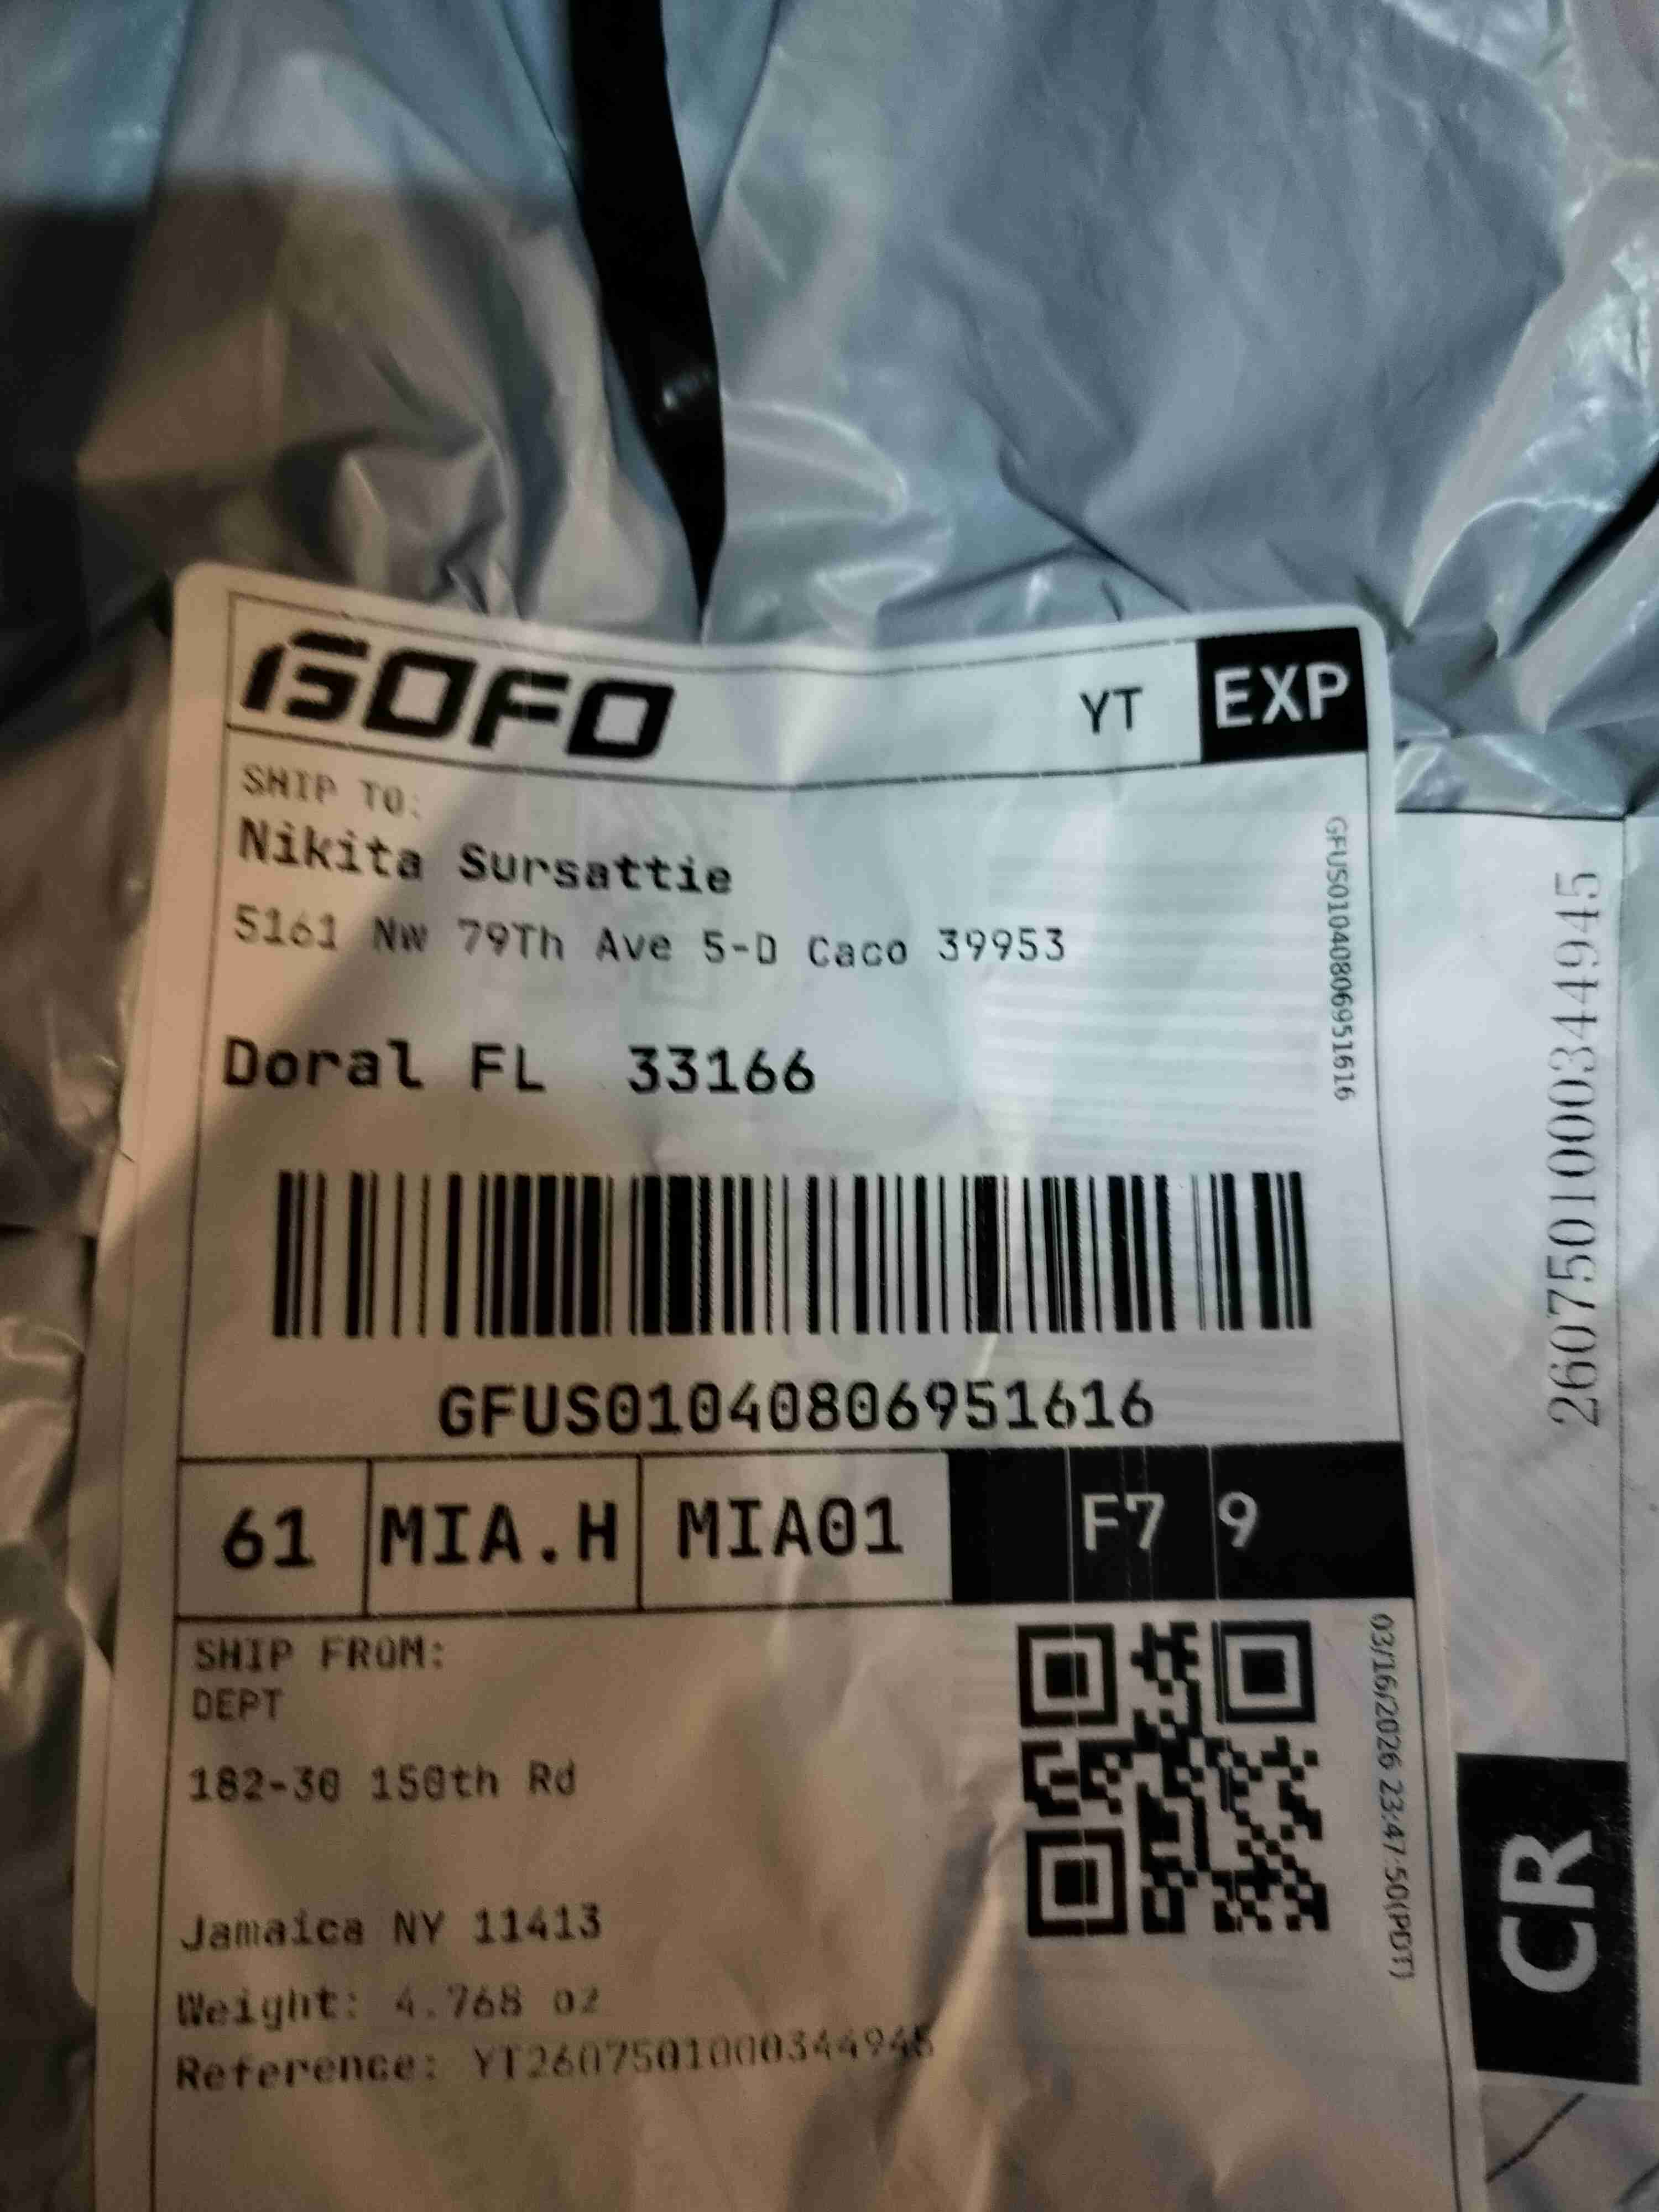 GOFO YT EXP
SHIP TO:
Nikita Sursattie
5161 Nw 79Th Ave 5-D Caco 39953
Doral FL 33166
GFUS01040806951616
GFUS01040806951616
61 MIA.H MIA01 F7 9
SHIP FROM:
DEPT
182-30 150th Rd
Jamaica NY 11413
Weight: 4.768 oz
Reference: YT2607501000344945
03/16/2026 23:47:50(PDT)
2607501000344945
CR